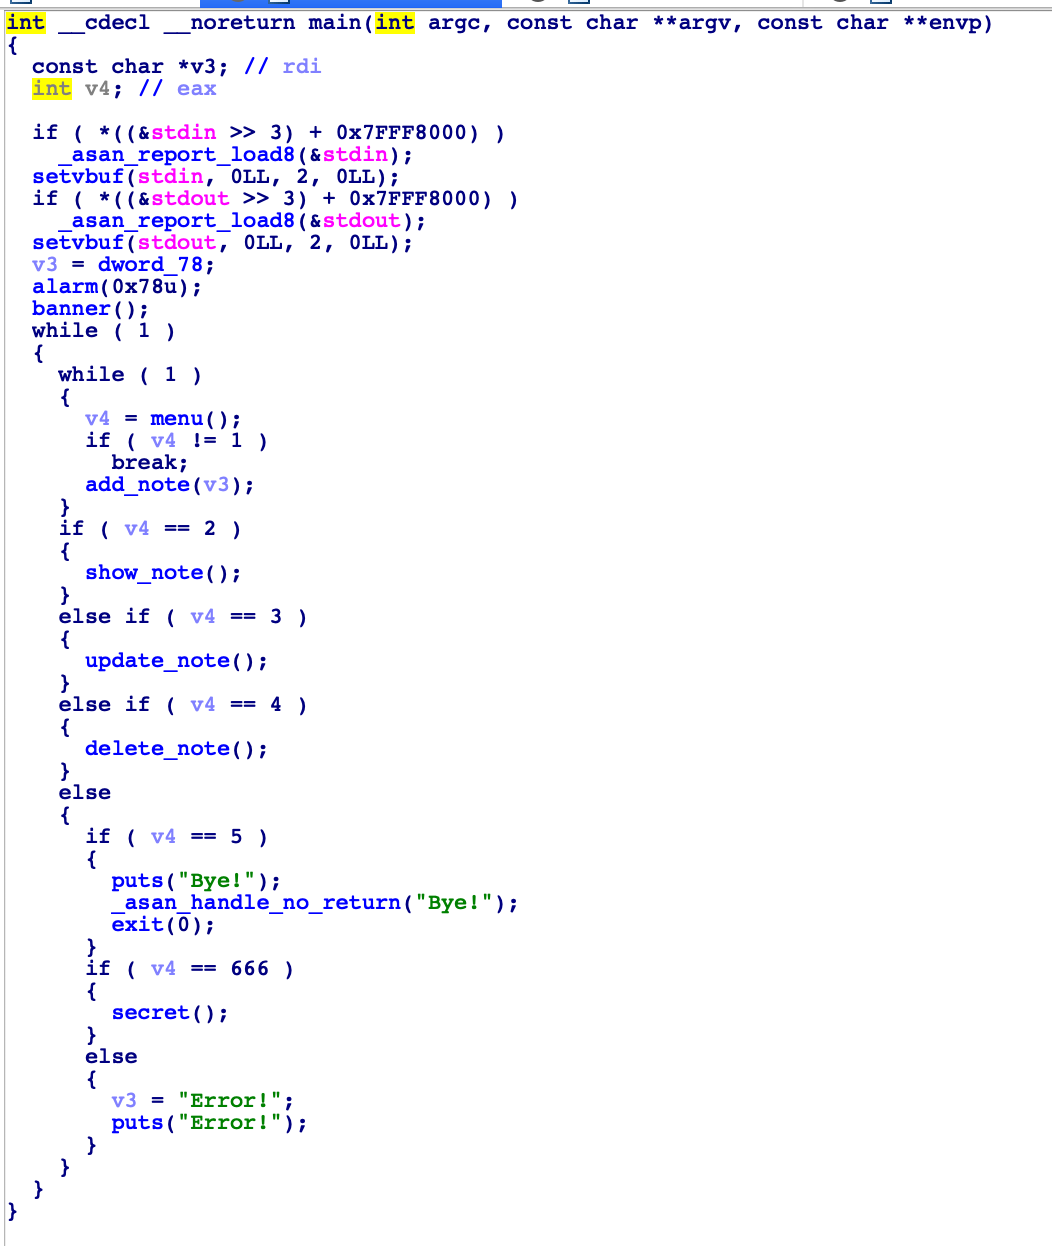 int __cdecl __noreturn main(int argc, const char **argv, const char **envp)
{
  const char *v3; // rdi
  int v4; // eax

  if ( *((&stdin >> 3) + 0x7FFF8000) )
    _asan_report_load8(&stdin);
  setvbuf(stdin, 0LL, 2, 0LL);
  if ( *((&stdout >> 3) + 0x7FFF8000) )
    _asan_report_load8(&stdout);
  setvbuf(stdout, 0LL, 2, 0LL);
  v3 = dword_78;
  alarm(0x78u);
  banner();
  while ( 1 )
  {
    while ( 1 )
    {
      v4 = menu();
      if ( v4 != 1 )
        break;
      add_note(v3);
    }
    if ( v4 == 2 )
    {
      show_note();
    }
    else if ( v4 == 3 )
    {
      update_note();
    }
    else if ( v4 == 4 )
    {
      delete_note();
    }
    else
    {
      if ( v4 == 5 )
      {
        puts("Bye!");
        _asan_handle_no_return("Bye!");
        exit(0);
      }
      if ( v4 == 666 )
      {
        secret();
      }
      else
      {
        v3 = "Error!";
        puts("Error!");
      }
    }
  }
}